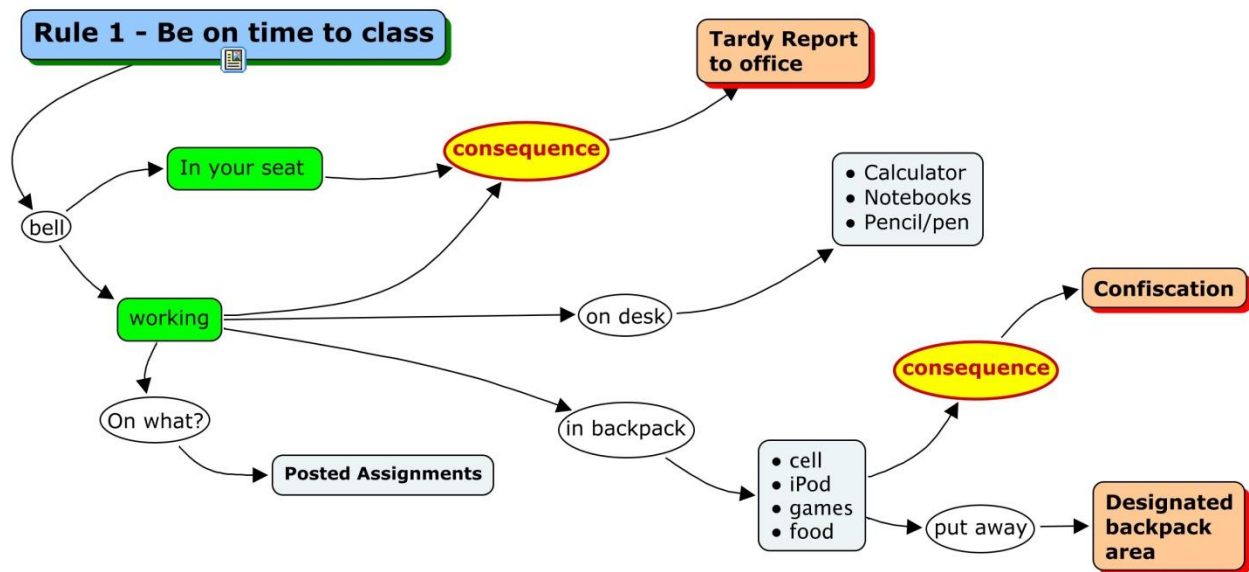 Rule 1 - Be on time to class
Tardy Report
to office
consequence
In your seat
bell
● Calculator
● Notebooks
● Pencil/pen
working
on desk
Confiscation
consequence
On what?
in backpack
Posted Assignments
● cell
● iPod
● games
● food
put away
Designated
backpack
area